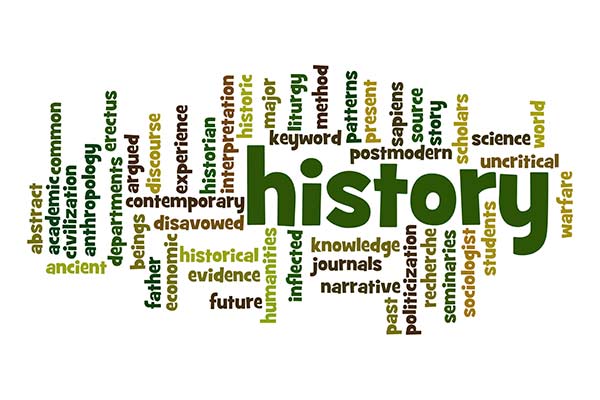 abstract
academic
common
civilization
anthropology
ancient
departments
erectus
argued
beings
discourse
father
experience
economic
contemporary
disavowed
historical
evidence
future
historian
interpretation
historic
humanities
major
liturgy
inflected
method
keyword
history
patterns
present
postmodern
knowledge
journals
narrative
sapiens
source
story
past
politicization
recherche
seminaries
scholars
sociologist
students
science
uncritical
world
warfare